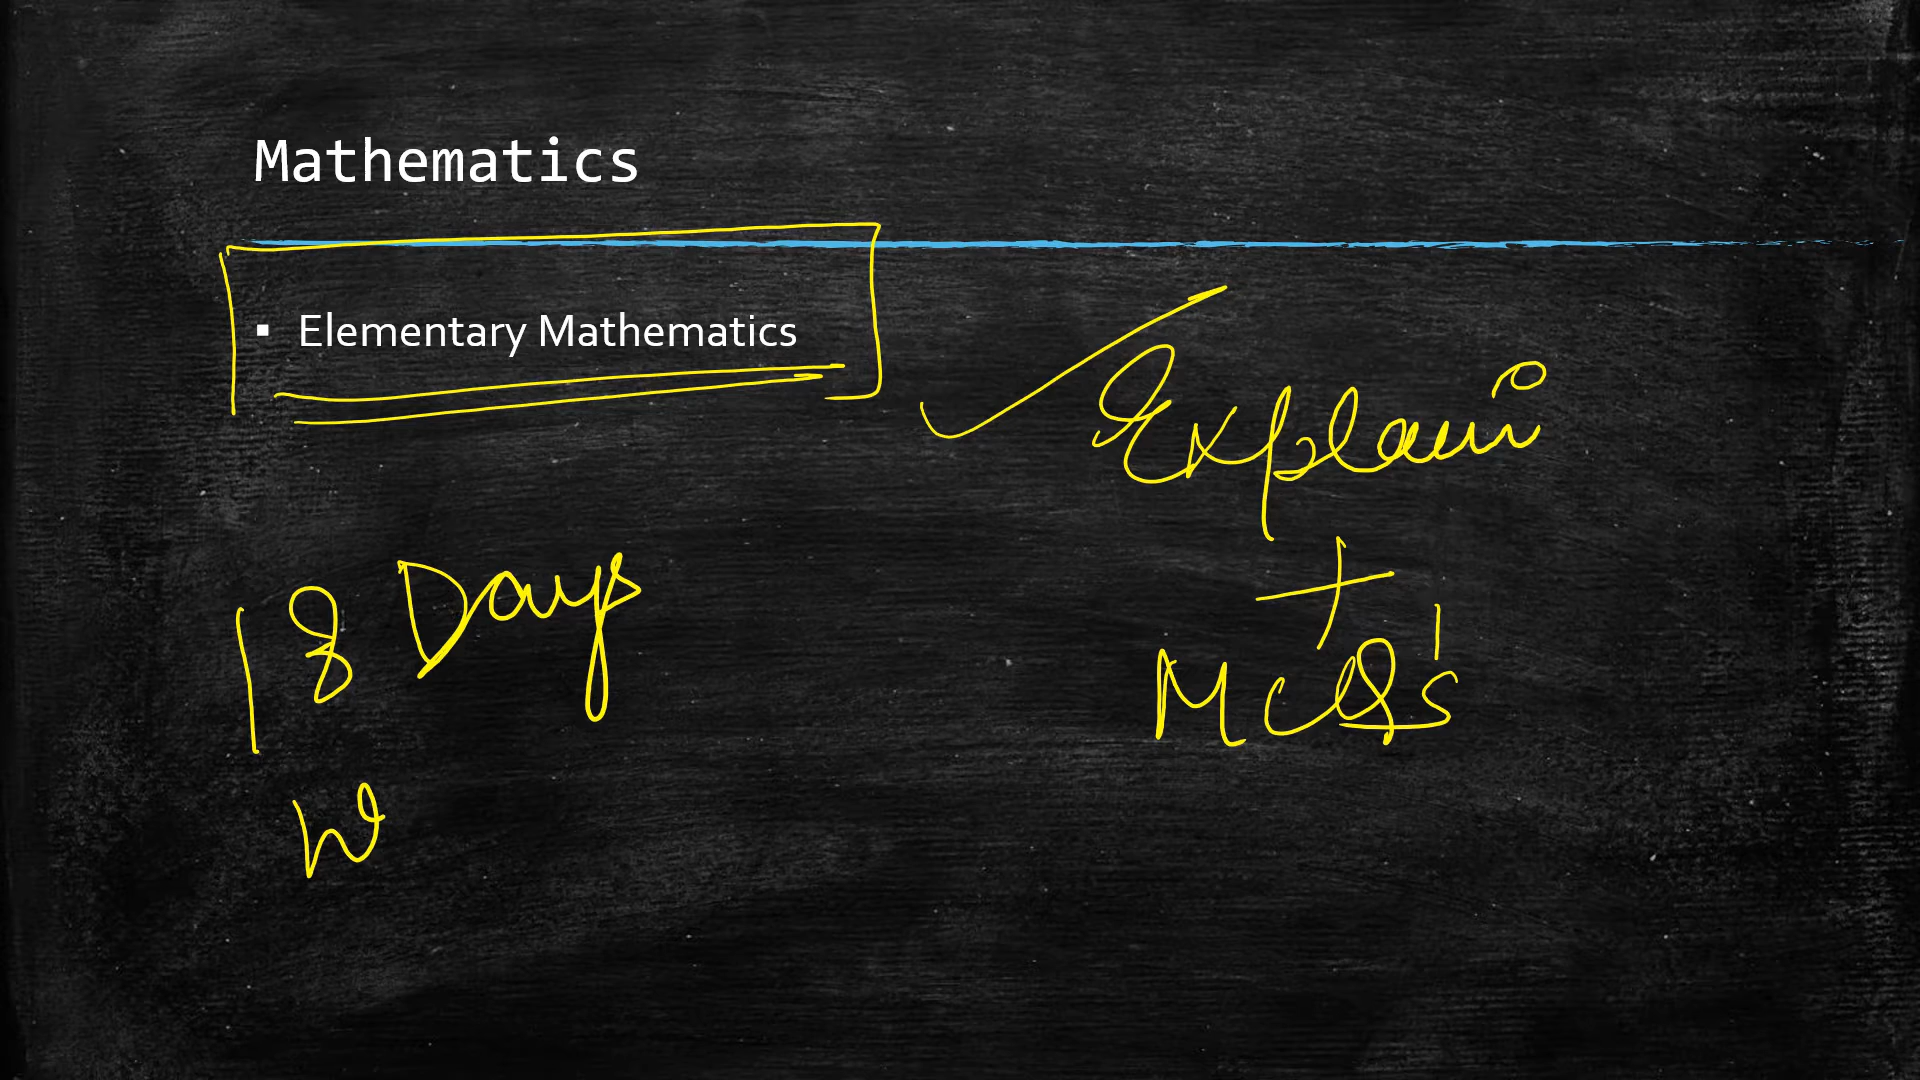 Mathematics
▪ Elementary Mathematics
Explain
+
MCQ's
18 Days